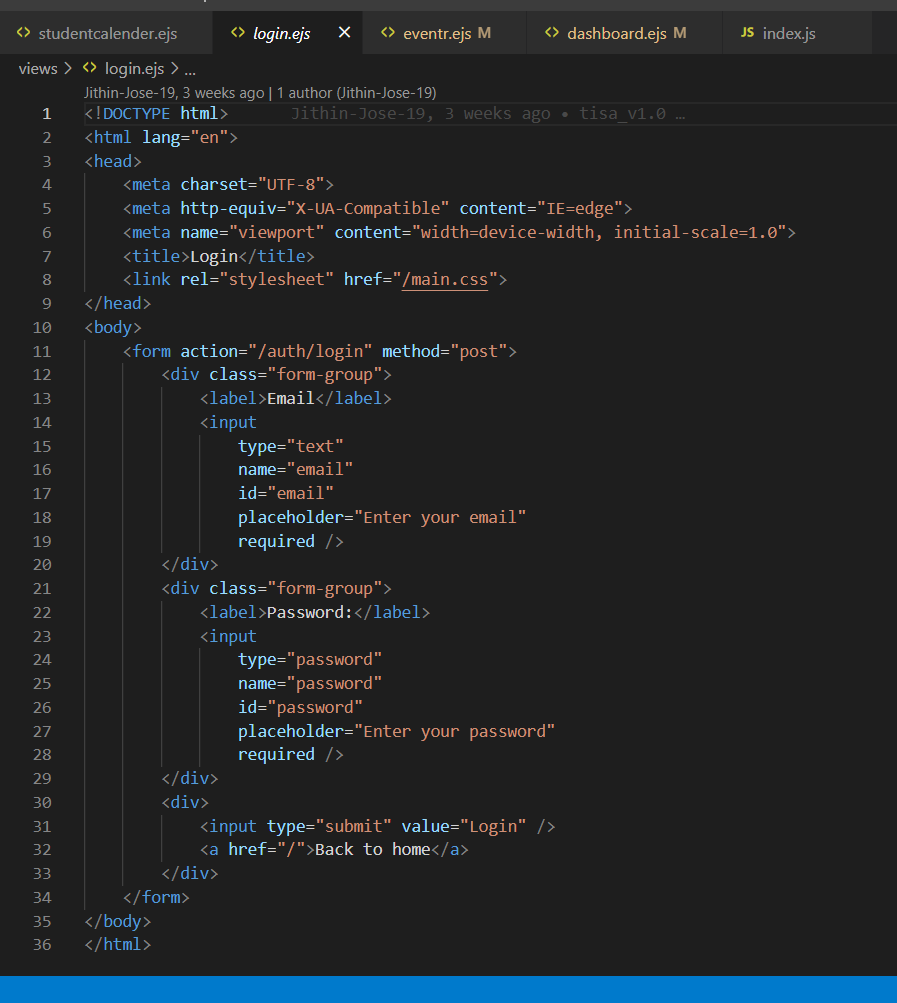 studentcalender.ejs login.ejs eventr.ejs M dashboard.ejs M JS index.js
views > login.ejs > ...
Jithin-Jose-19, 3 weeks ago | 1 author (Jithin-Jose-19)
1 <!DOCTYPE html> Jithin-Jose-19, 3 weeks ago • tisa_v1.0 …
2 <html lang="en">
3 <head>
4 <meta charset="UTF-8">
5 <meta http-equiv="X-UA-Compatible" content="IE=edge">
6 <meta name="viewport" content="width=device-width, initial-scale=1.0">
7 <title>Login</title>
8 <link rel="stylesheet" href="/main.css">
9 </head>
10 <body>
11 <form action="/auth/login" method="post">
12 <div class="form-group">
13 <label>Email</label>
14 <input
15 type="text"
16 name="email"
17 id="email"
18 placeholder="Enter your email"
19 required />
20 </div>
21 <div class="form-group">
22 <label>Password:</label>
23 <input
24 type="password"
25 name="password"
26 id="password"
27 placeholder="Enter your password"
28 required />
29 </div>
30 <div>
31 <input type="submit" value="Login" />
32 <a href="/">Back to home</a>
33 </div>
34 </form>
35 </body>
36 </html>